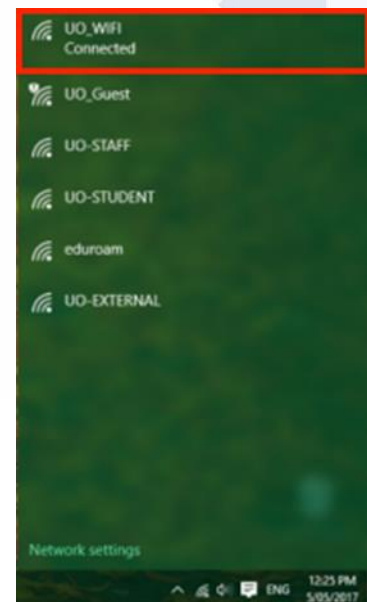 UO_WIFI
Connected
UO_Guest
UO-STAFF
UO-STUDENT
eduroam
UO-EXTERNAL
Network settings
12:25 PM
ENG
5/05/2017